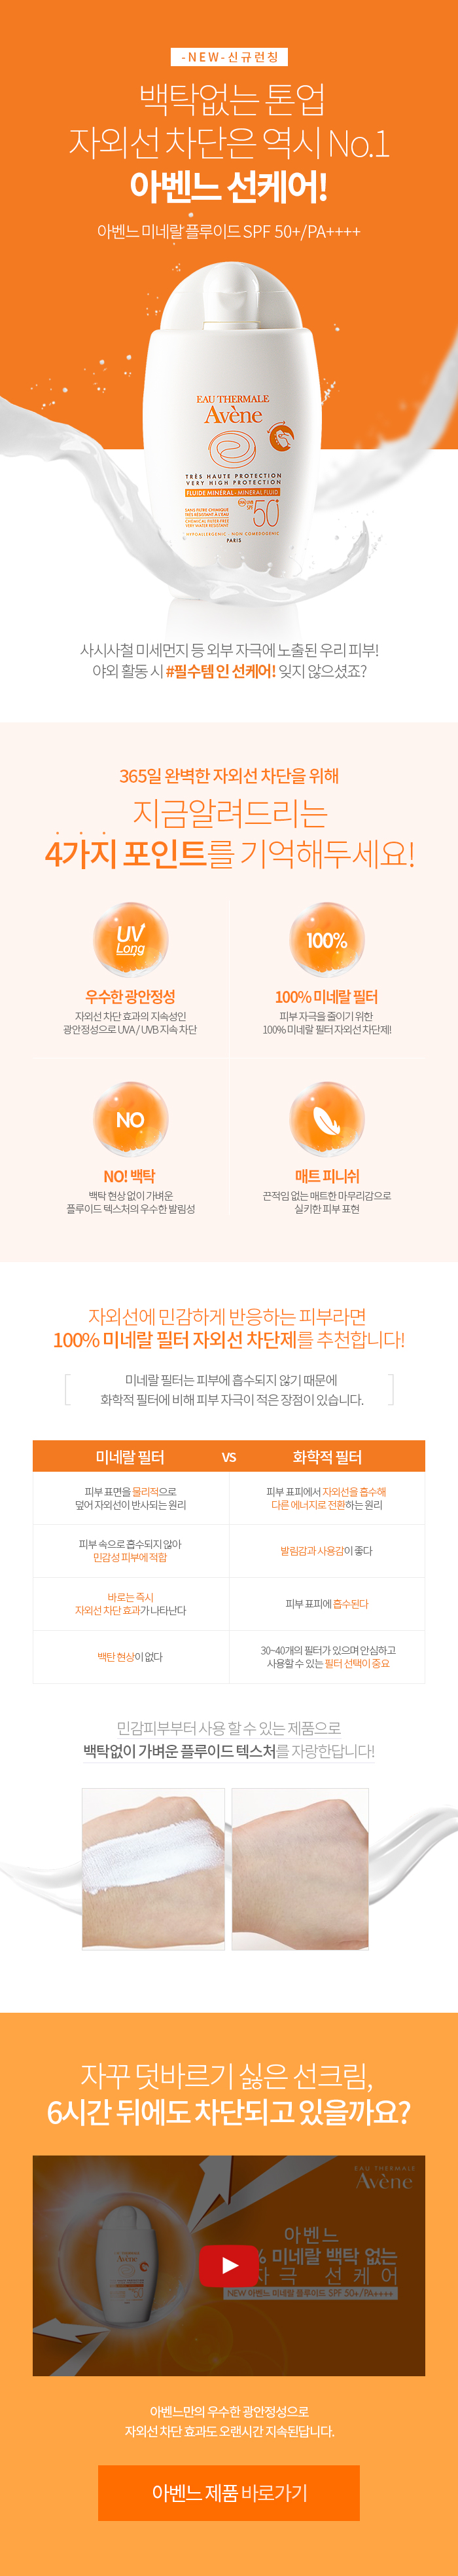 -NEW-신규런칭
백탁없는 톤업
자외선 차단은 역시 No.1
아벤느 선케어!
아벤느 미네랄 플루이드 SPF 50+/PA++++
EAU THERMALE
Avène
TRÈS HAUTE PROTECTION
VERY HIGH PROTECTION
FLUIDE MINÉRAL • MINERAL FLUID
SANS FILTRE CHIMIQUE
TRÈS RÉSISTANT À L'EAU
CHEMICAL FILTER FREE
VERY WATER RESISTANT
UVB UVA
SPF 50+
HYPOALLERGENIC • NON COMEDOGENIC
PARIS
사시사철 미세먼지 등 외부 자극에 노출된 우리 피부!
야외 활동 시 #필수템 인 선케어! 잊지 않으셨죠?
365일 완벽한 자외선 차단을 위해
지금알려드리는
4가지 포인트를 기억해두세요!
UV
Long
우수한 광안정성
자외선 차단 효과의 지속성인
광안정성으로 UVA / UVB 지속 차단
100%
100% 미네랄 필터
피부 자극을 줄이기 위한
100% 미네랄 필터 자외선 차단제!
NO
NO! 백탁
백탁 현상 없이 가벼운
플루이드 텍스처의 우수한 발림성
매트 피니쉬
끈적임 없는 매트한 마무리감으로
실키한 피부 표현
자외선에 민감하게 반응하는 피부라면
100% 미네랄 필터 자외선 차단제를 추천합니다!
미네랄 필터는 피부에 흡수되지 않기 때문에
화학적 필터에 비해 피부 자극이 적은 장점이 있습니다.
미네랄 필터 VS 화학적 필터
피부 표면을 물리적으로
덮어 자외선이 반사되는 원리
피부 표피에서 자외선을 흡수해
다른 에너지로 전환하는 원리
피부 속으로 흡수되지 않아
민감성 피부에 적합
발림감과 사용감이 좋다
바르는 즉시
자외선 차단 효과가 나타난다
피부 표피에 흡수된다
백탄 현상이 없다
30~40개의 필터가 있으며 안심하고
사용할 수 있는 필터 선택이 중요
민감피부부터 사용 할 수 있는 제품으로
백탁없이 가벼운 플루이드 텍스처를 자랑한답니다!
자꾸 덧바르기 싫은 선크림,
6시간 뒤에도 차단되고 있을까요?
EAU THERMALE
Avène
아벤느
% 미네랄 백탁 없는
자극 선케어
NEW 아벤느 미네랄 플루이드 SPF 50+/PA++++
아벤느만의 우수한 광안정성으로
자외선 차단 효과도 오랜시간 지속된답니다.
아벤느 제품 바로가기